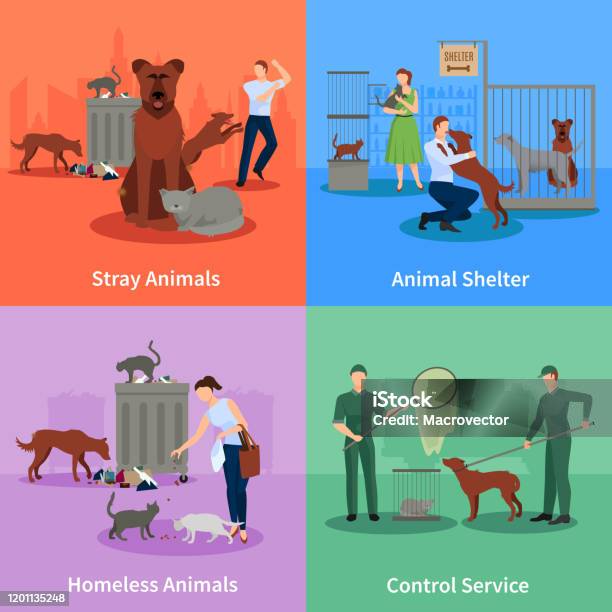 SHELTER
Stray Animals
Animal Shelter
iStock
Credit: Macrovector
Homeless Animals
Control Service
1201135248